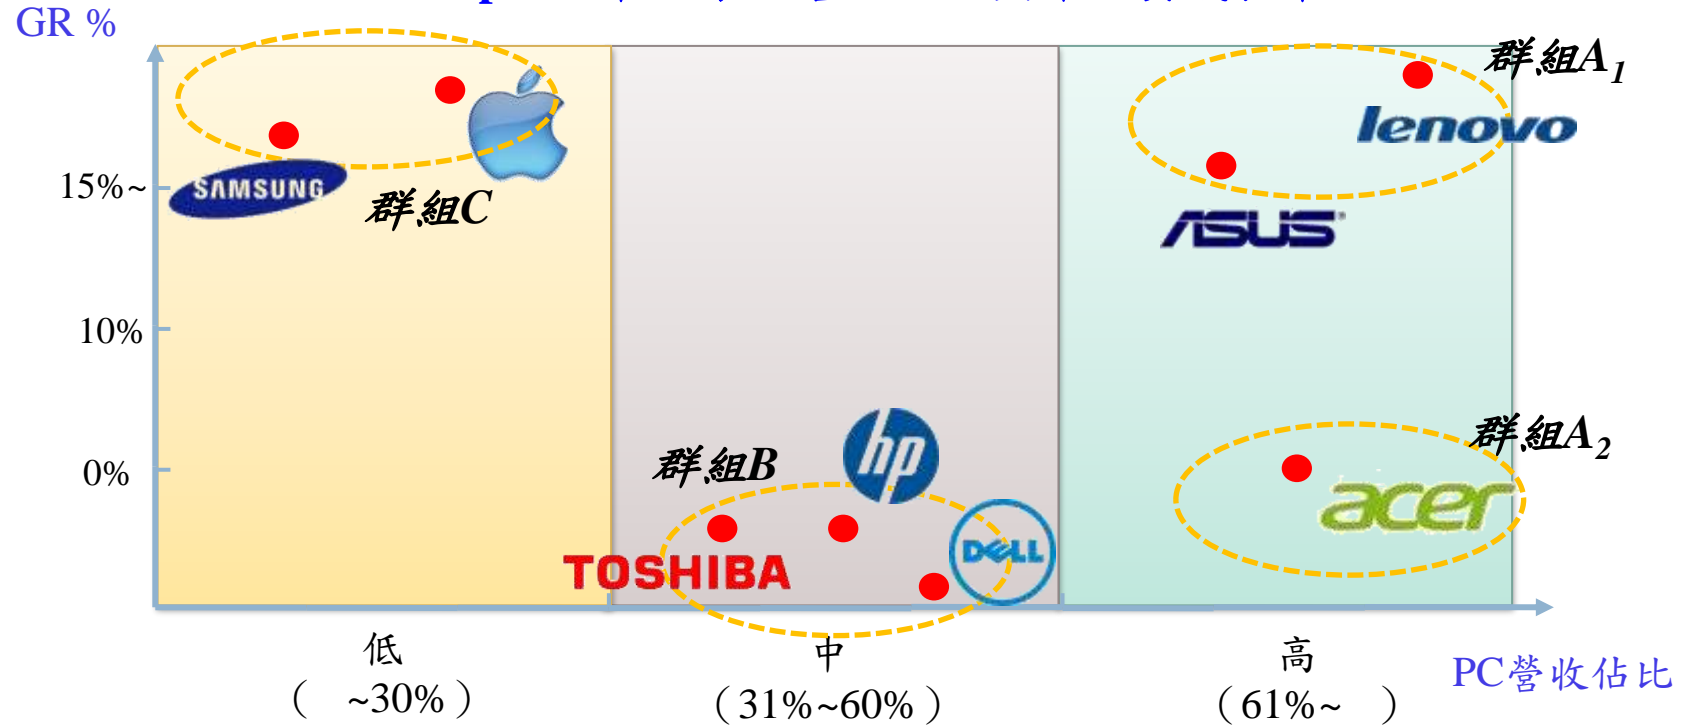 GR %
群組A1
lenovo
15%~
SAMSUNG
群組C
ASUS
10%
hp
群組B
群組A2
0%
acer
DELL
TOSHIBA
低
中
高
PC營收佔比
( ~30% )
( 31%~60% )
( 61%~ )